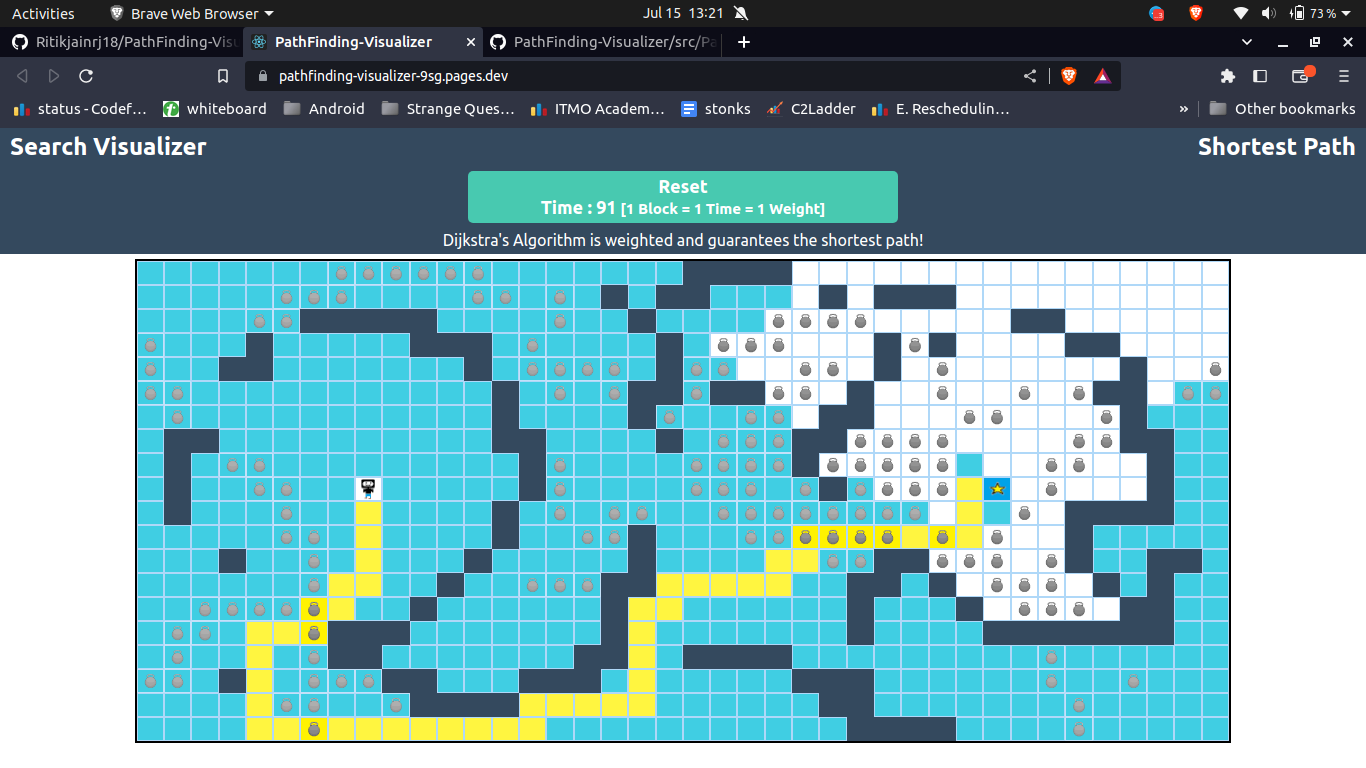 Activities
Brave Web Browser
Jul 15 13:21
73 %
Ritikjainrj18/PathFinding-Visu
PathFinding-Visualizer
PathFinding-Visualizer/src/Pa
pathfinding-visualizer-9sg.pages.dev
status - Codef…
whiteboard
Android
Strange Ques…
ITMO Academ…
stonks
C2Ladder
E. Reschedulin…
»
Other bookmarks
Search Visualizer
Shortest Path
Reset
Time : 91 [1 Block = 1 Time = 1 Weight]
Dijkstra's Algorithm is weighted and guarantees the shortest path!